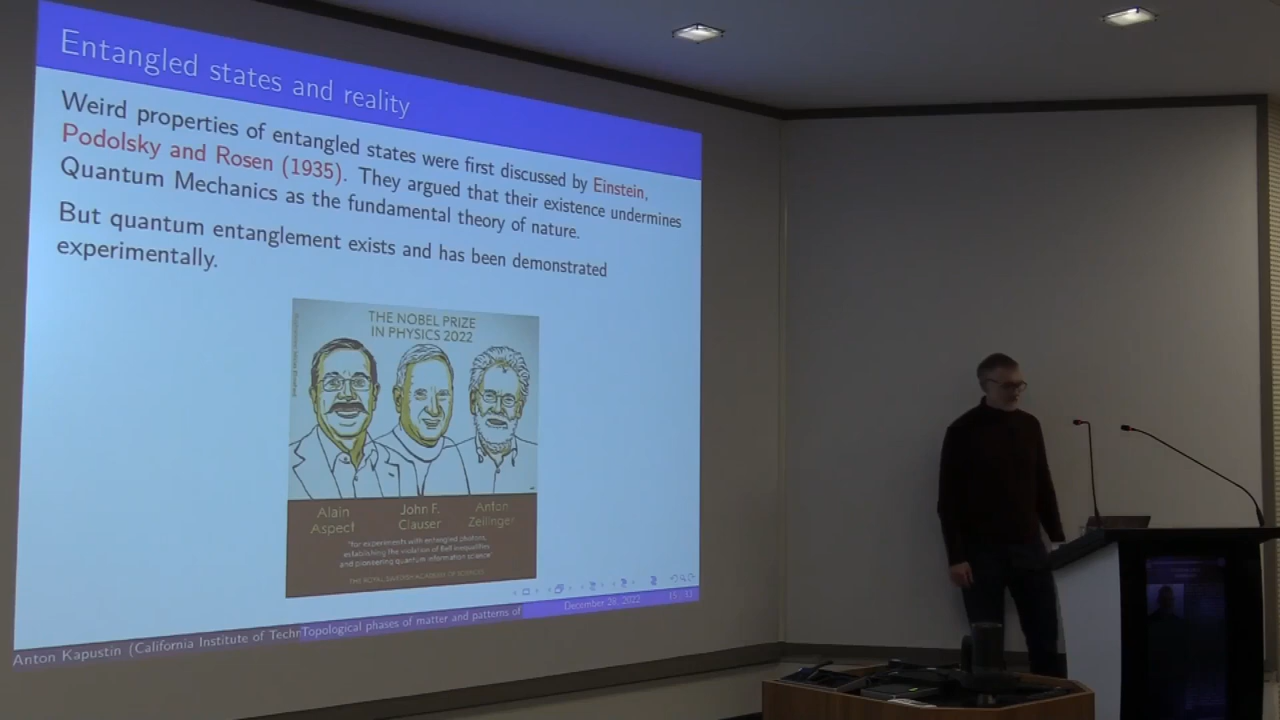 Entangled states and reality
Weird properties of entangled states were first discussed by Einstein,
Podolsky and Rosen (1935). They argued that their existence undermines
Quantum Mechanics as the fundamental theory of nature.
But quantum entanglement exists and has been demonstrated
experimentally.
THE NOBEL PRIZE
IN PHYSICS 2022
Alain
Aspect
John F.
Clauser
Anton
Zeilinger
"for experiments with entangled photons,
establishing the violation of Bell inequalities
and pioneering quantum information science"
THE ROYAL SWEDISH ACADEMY OF SCIENCES
Anton Kapustin (California Institute of Techn
Topological phases of matter and patterns of